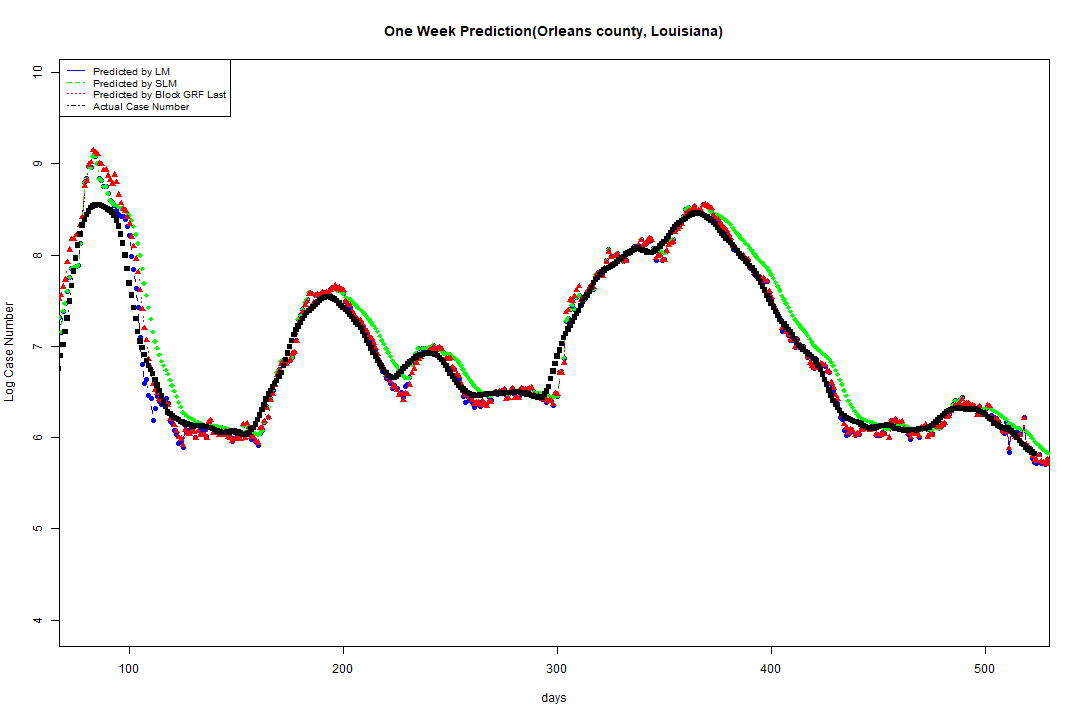 One Week Prediction(Orleans county, Louisiana)
Predicted by LM
Predicted by SLM
Predicted by Block GRF Last
Actual Case Number
10
9
8
7
6
5
4
Log Case Number
100 200 300 400 500
days